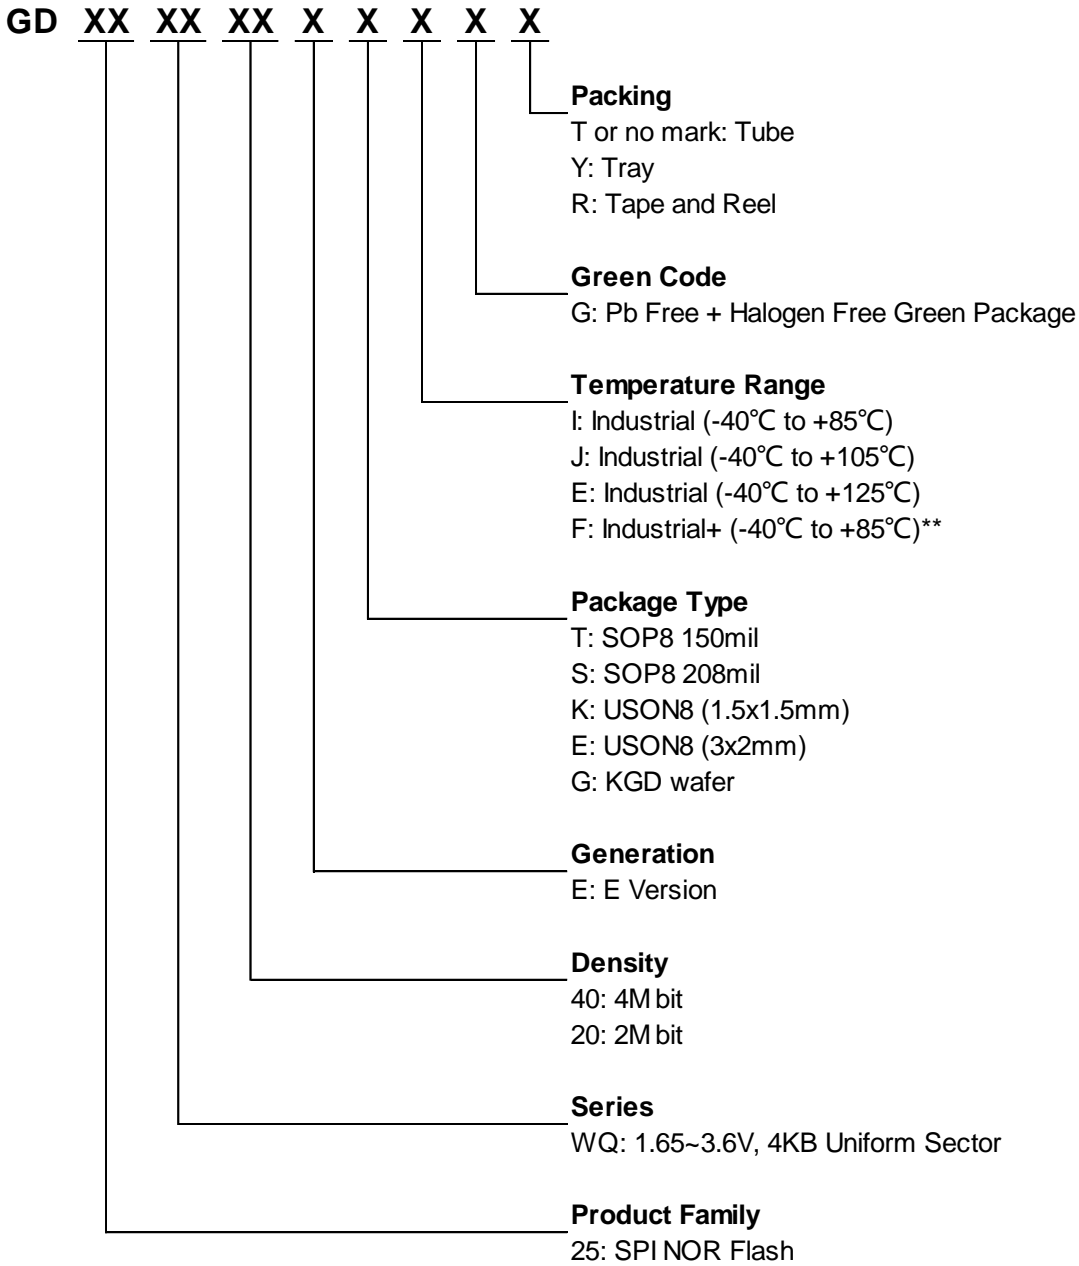 GD XX XX XX X X X X X
Packing
T or no mark: Tube
Y: Tray
R: Tape and Reel
Green Code
G: Pb Free + Halogen Free Green Package
Temperature Range
I: Industrial (-40℃ to +85℃)
J: Industrial (-40℃ to +105℃)
E: Industrial (-40℃ to +125℃)
F: Industrial+ (-40℃ to +85℃)**
Package Type
T: SOP8 150mil
S: SOP8 208mil
K: USON8 (1.5x1.5mm)
E: USON8 (3x2mm)
G: KGD wafer
Generation
E: E Version
Density
40: 4M bit
20: 2M bit
Series
WQ: 1.65~3.6V, 4KB Uniform Sector
Product Family
25: SPI NOR Flash